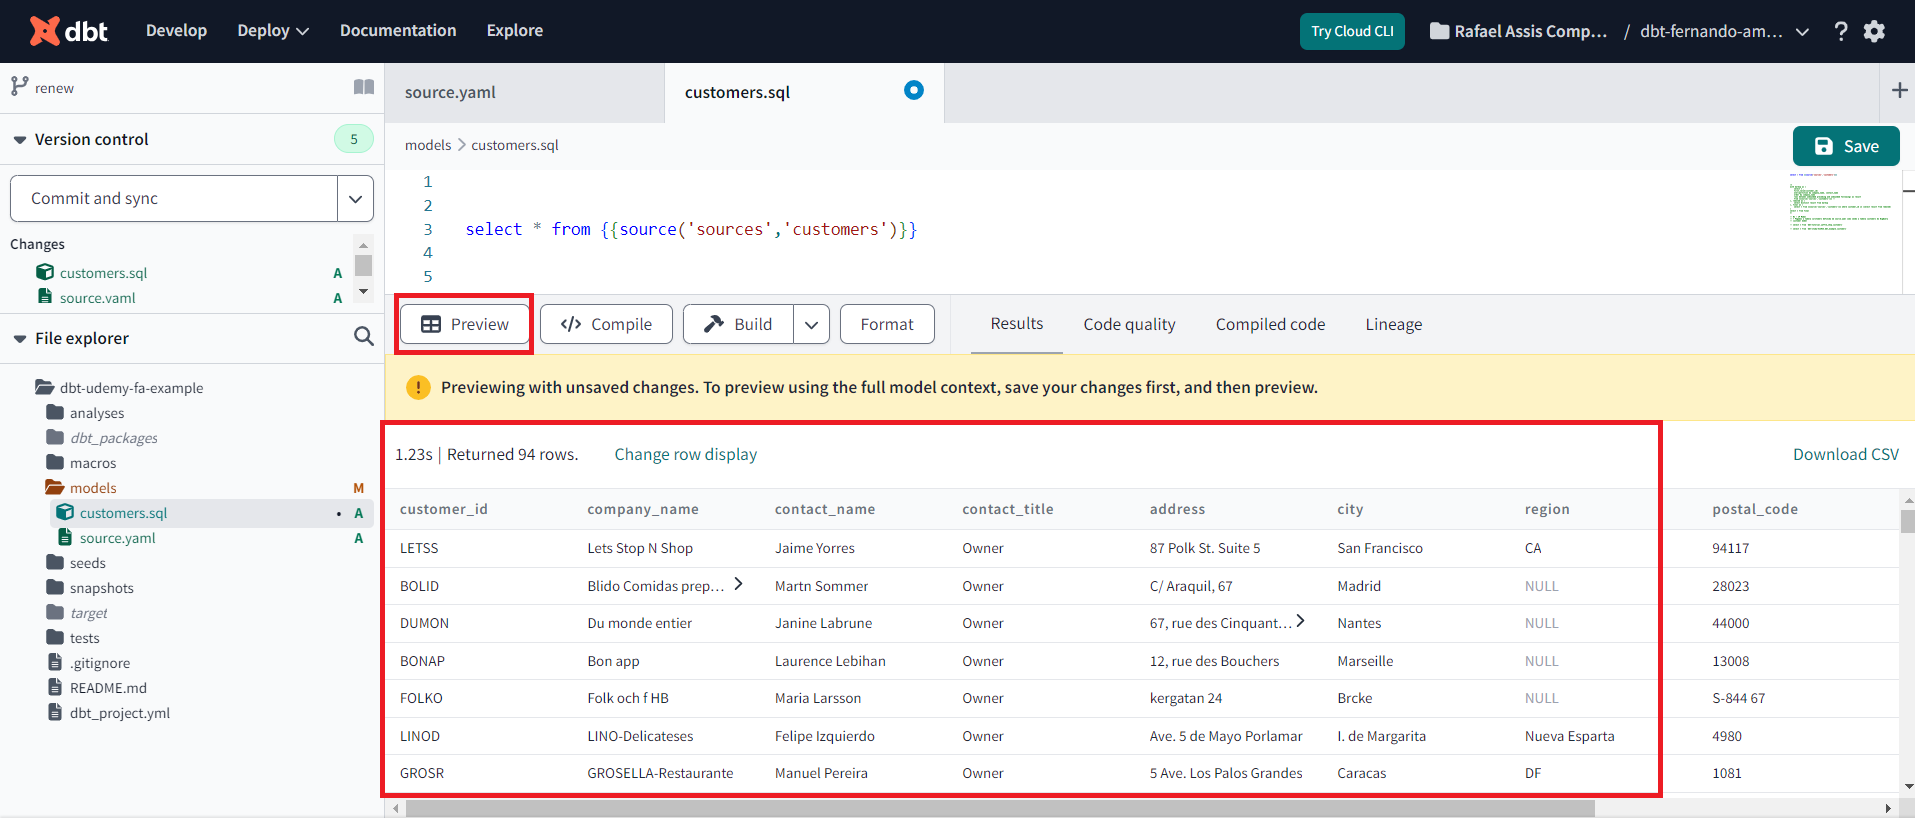 dbt Develop Deploy Documentation Explore Try Cloud CLI Rafael Assis Comp... / dbt-fernando-am... ?
renew
Version control 5
Commit and sync
Changes
customers.sql A
source.yaml A
File explorer
dbt-udemy-fa-example
analyses
dbt_packages
macros
models M
customers.sql • A
source.yaml A
seeds
snapshots
target
tests
.gitignore
README.md
dbt_project.yml
source.yaml customers.sql +
models > customers.sql Save
1
2
3 select * from {{source('sources','customers')}}
4
5
Preview </> Compile Build Format Results Code quality Compiled code Lineage
! Previewing with unsaved changes. To preview using the full model context, save your changes first, and then preview.
1.23s | Returned 94 rows. Change row display Download CSV
customer_id company_name contact_name contact_title address city region postal_code
LETSS Lets Stop N Shop Jaime Yorres Owner 87 Polk St. Suite 5 San Francisco CA 94117
BOLID Blido Comidas prep... Martn Sommer Owner C/ Araquil, 67 Madrid NULL 28023
DUMON Du monde entier Janine Labrune Owner 67, rue des Cinquant... Nantes NULL 44000
BONAP Bon app Laurence Lebihan Owner 12, rue des Bouchers Marseille NULL 13008
FOLKO Folk och f HB Maria Larsson Owner kergatan 24 Brcke NULL S-844 67
LINOD LINO-Delicateses Felipe Izquierdo Owner Ave. 5 de Mayo Porlamar I. de Margarita Nueva Esparta 4980
GROSR GROSELLA-Restaurante Manuel Pereira Owner 5 Ave. Los Palos Grandes Caracas DF 1081